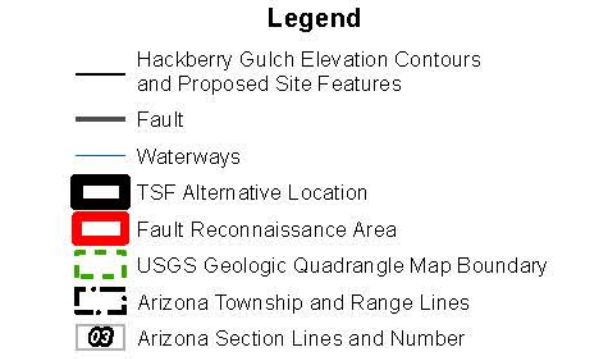 Legend
Hackberry Gulch Elevation Contours
and Proposed Site Features
Fault
Waterways
TSF Alternative Location
Fault Reconnaissance Area
USGS Geologic Quadrangle Map Boundary
Arizona Township and Range Lines
03 Arizona Section Lines and Number